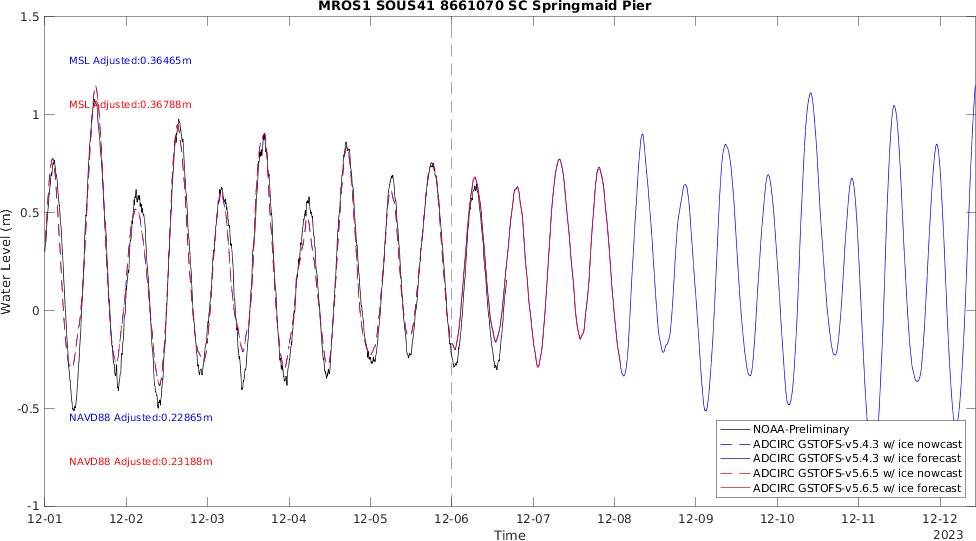 MROS1 SOUS41 8661070 SC Springmaid Pier
1.5
1
0.5
0
-0.5
-1
Water Level (m)
MSL Adjusted:0.36465m
MSL Adjusted:0.36788m
NAVD88 Adjusted:0.22865m
NAVD88 Adjusted:0.23188m
NOAA-Preliminary
ADCIRC GSTOFS-v5.4.3 w/ ice nowcast
ADCIRC GSTOFS-v5.4.3 w/ ice forecast
ADCIRC GSTOFS-v5.6.5 w/ ice nowcast
ADCIRC GSTOFS-v5.6.5 w/ ice forecast
12-01 12-02 12-03 12-04 12-05 12-06 12-07 12-08 12-09 12-10 12-11 12-12
Time
2023